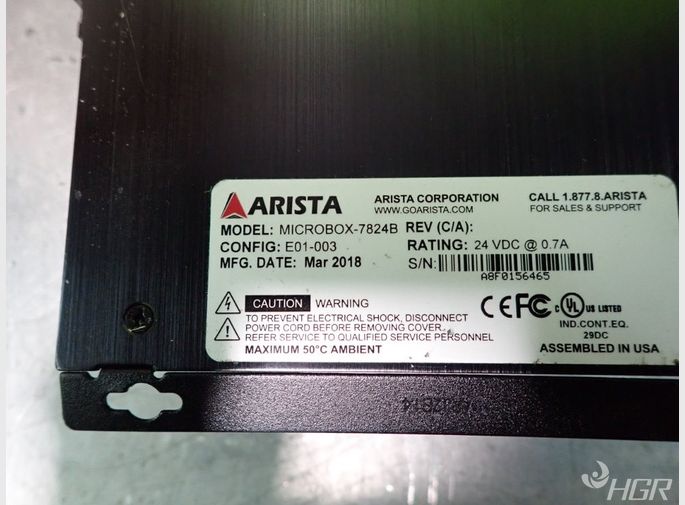 ARISTA
ARISTA CORPORATION
WWW.GOARISTA.COM
CALL 1.877.8.ARISTA
FOR SALES & SUPPORT
MODEL: MICROBOX-7824B REV (C/A):
CONFIG: E01-003 RATING: 24 VDC @ 0.7A
MFG. DATE: Mar 2018 S/N:
A8F0156465
CAUTION WARNING
TO PREVENT ELECTRICAL SHOCK, DISCONNECT
POWER CORD BEFORE REMOVING COVER.
REFER SERVICE TO QUALIFIED SERVICE PERSONNEL
MAXIMUM 50°C AMBIENT
CE FC c UL US LISTED
IND.CONT.EQ.
29DC
ASSEMBLED IN USA
HGR